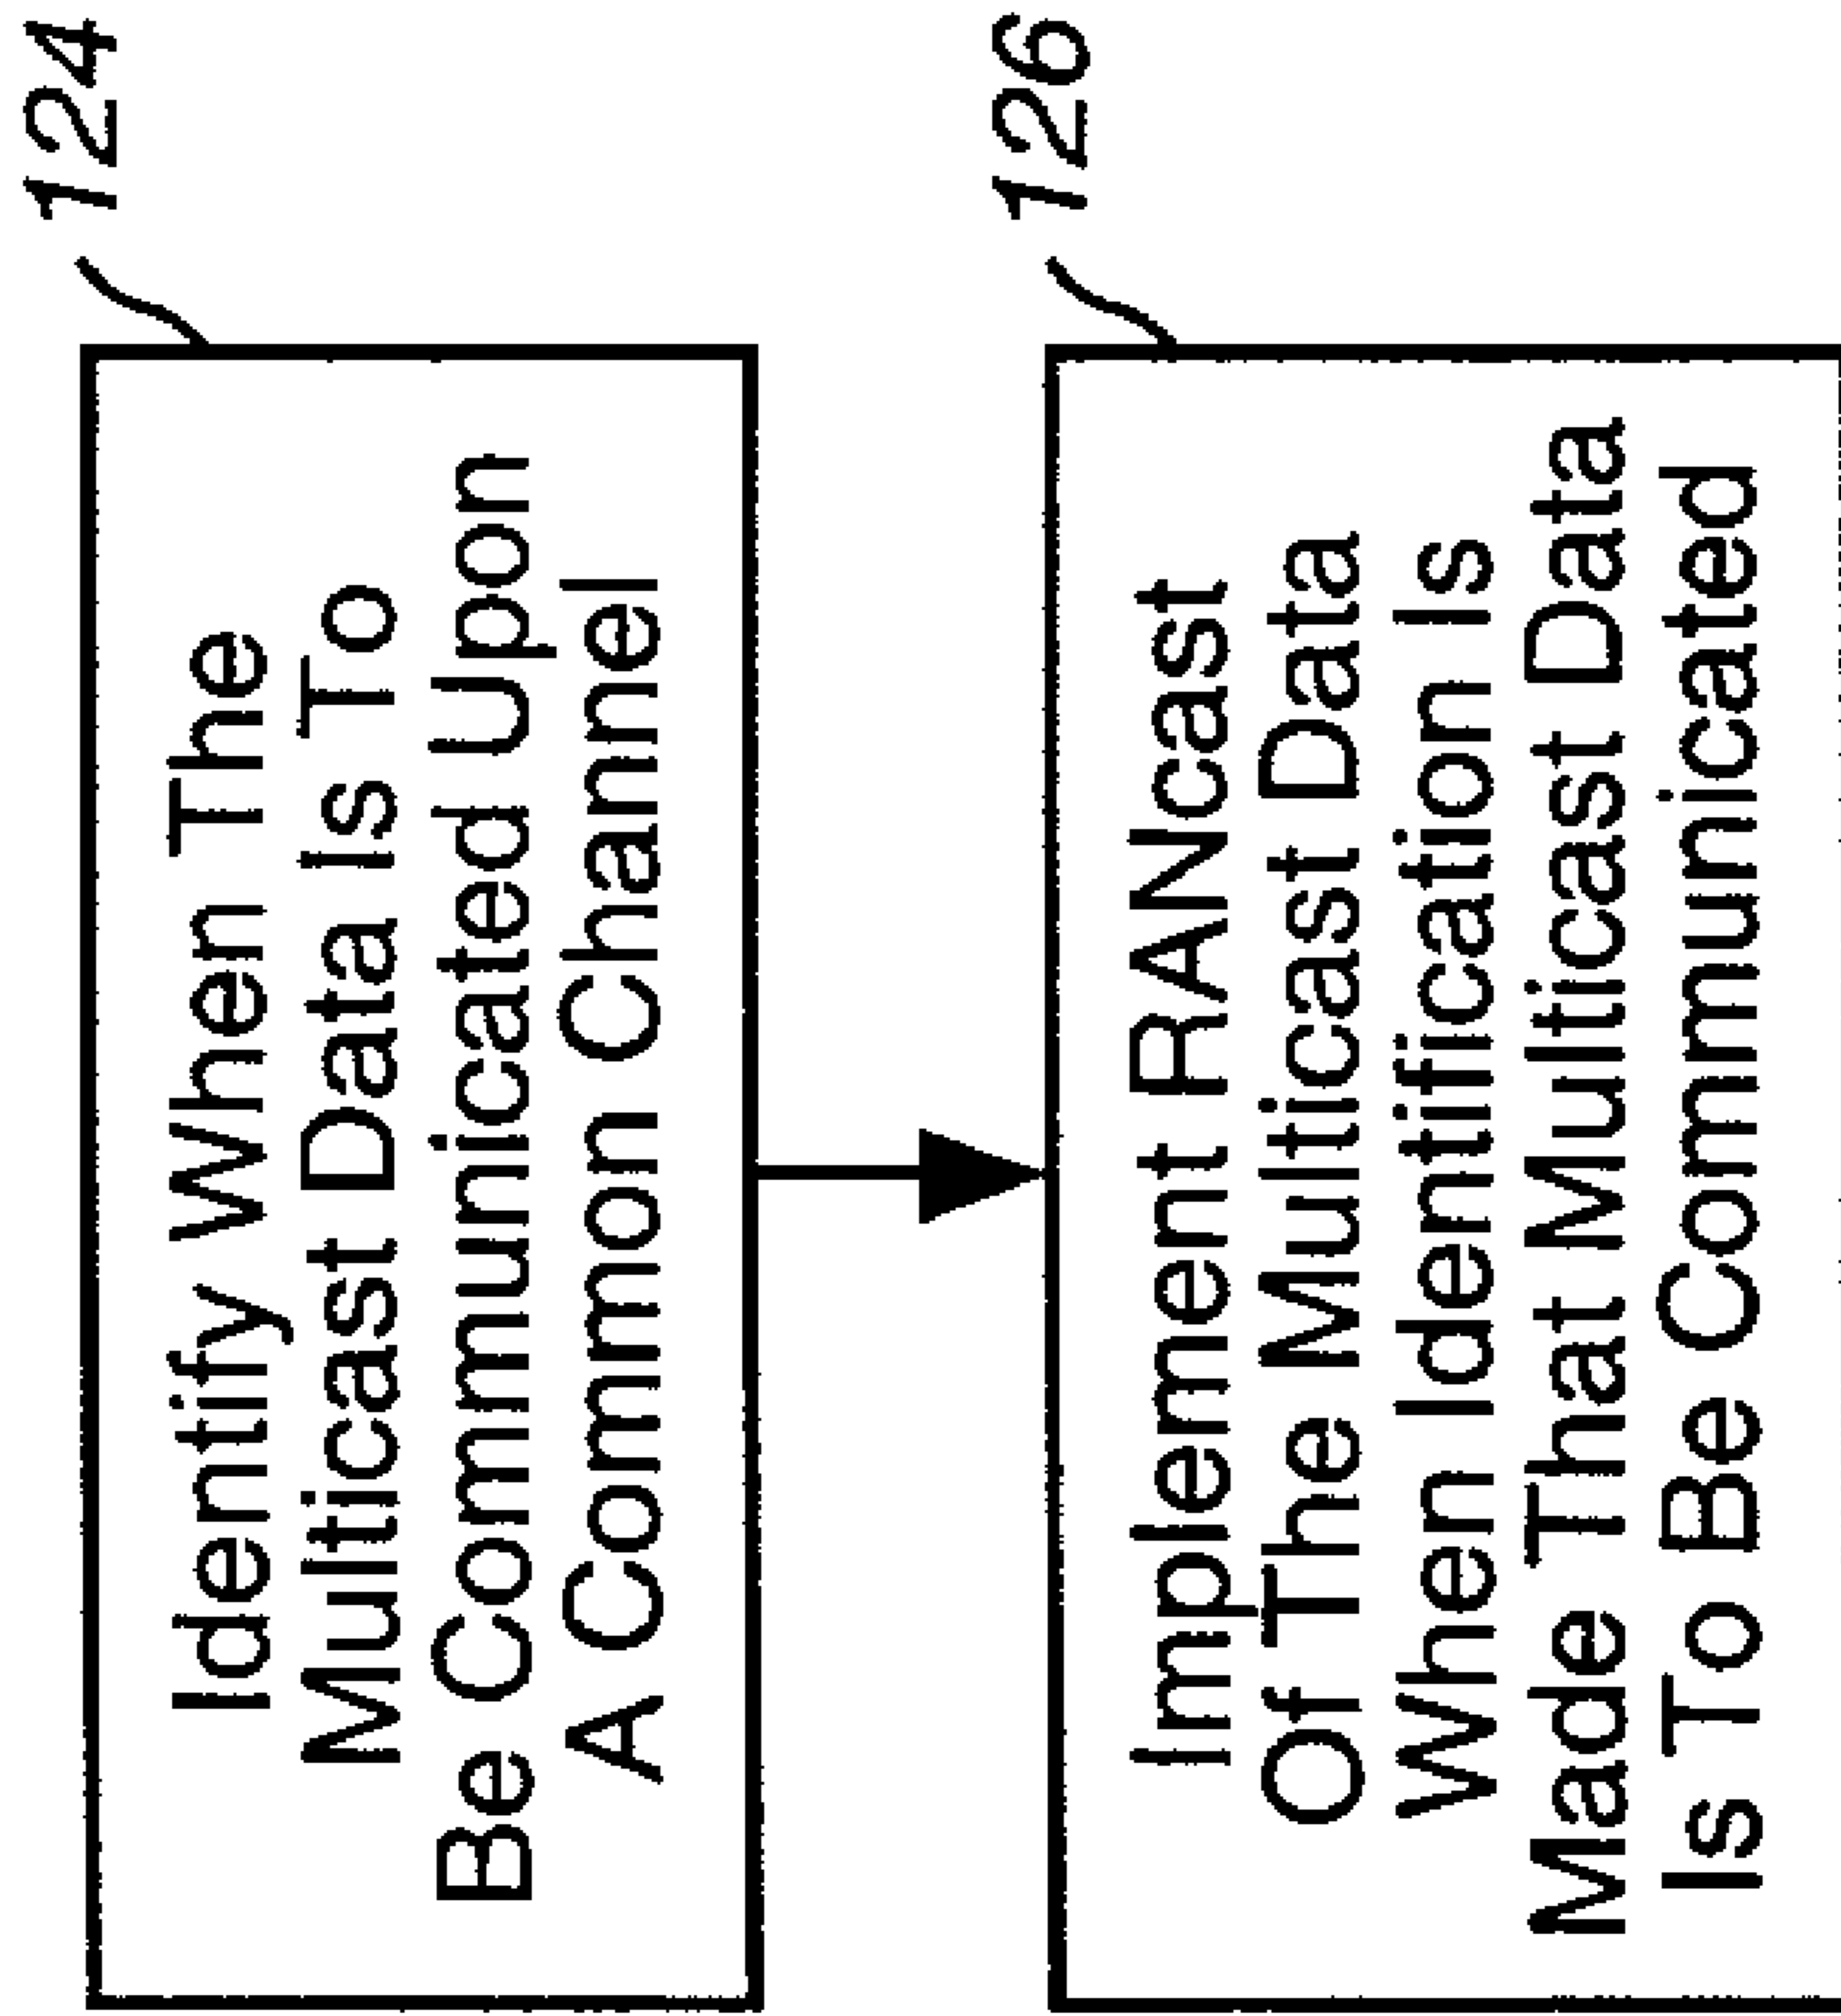 124
Identify When The
Multicast Data Is To
Be Communicated Upon
A Common Channel
126
Implement RANcast
Of The Multicast Data
When Identification Is
Made That Multicast Data
Is To Be Communicated